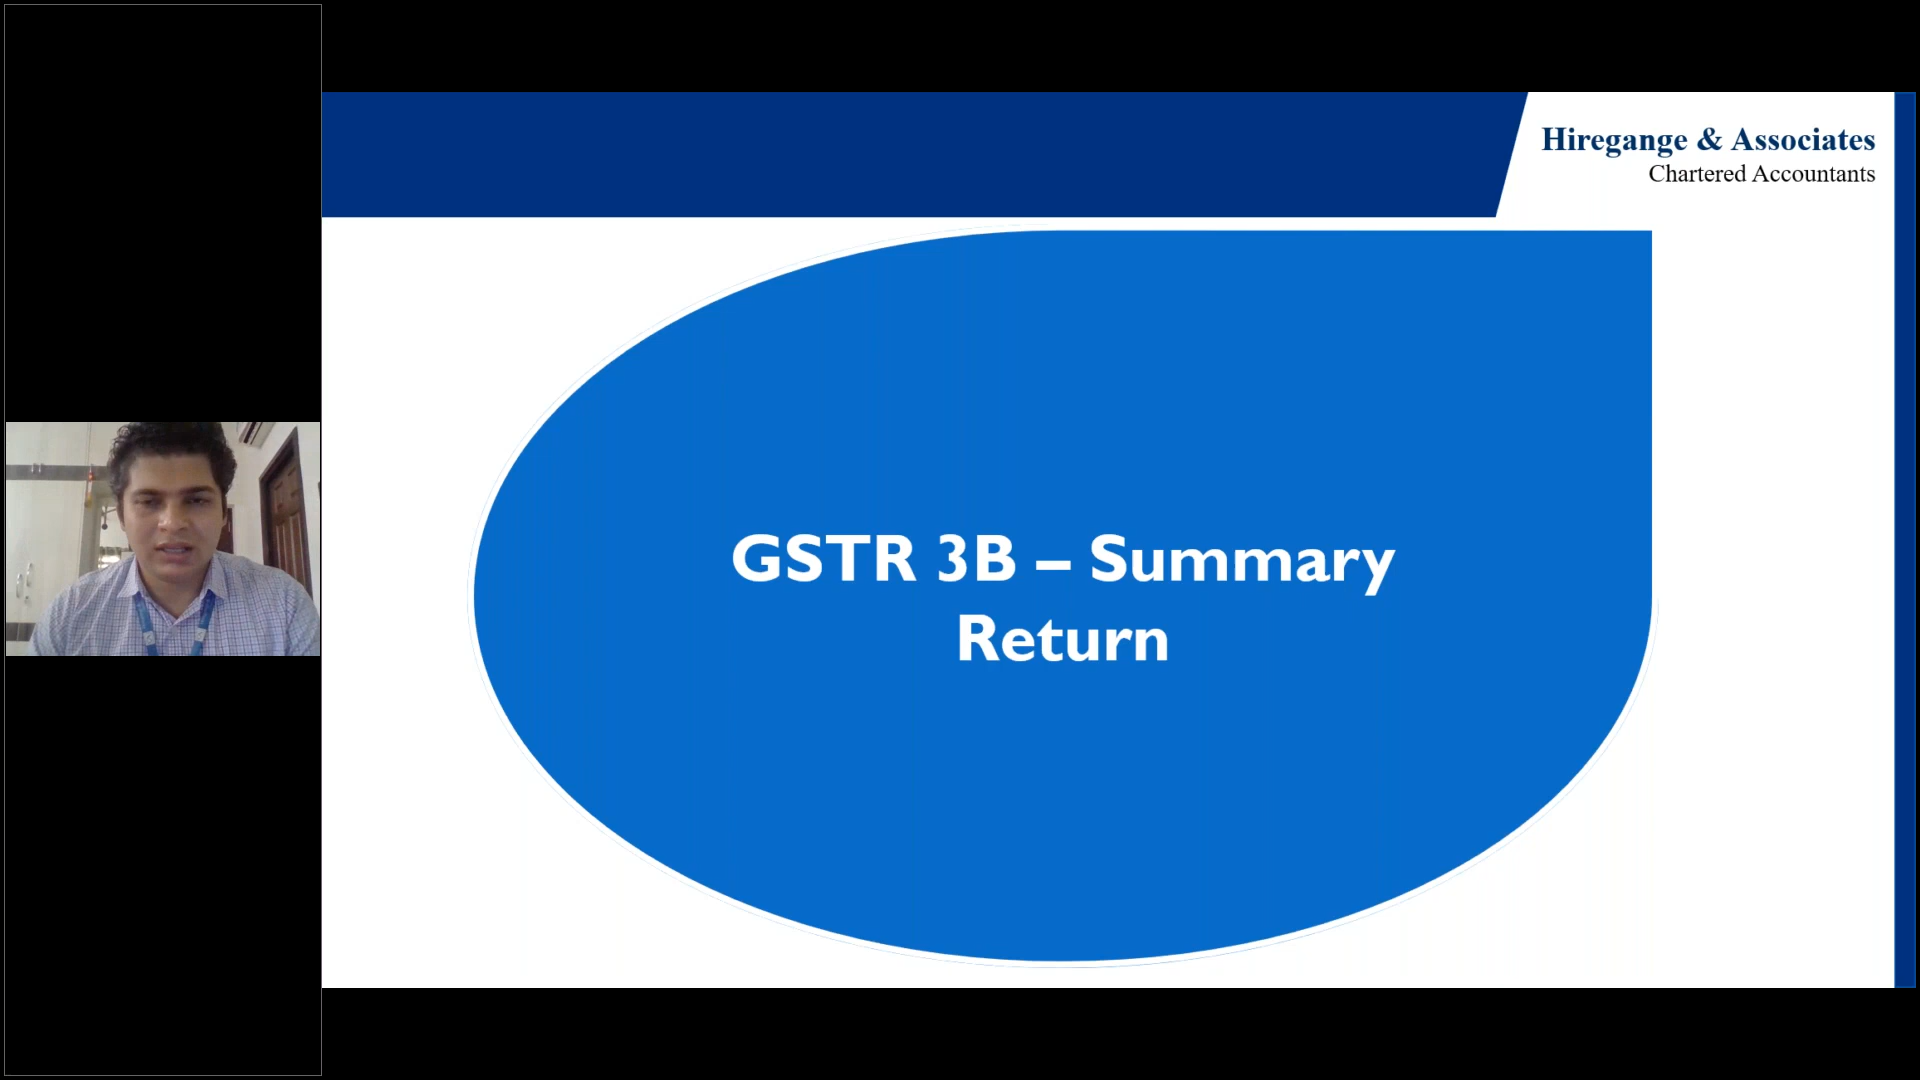 Hiregange & Associates
Chartered Accountants
GSTR 3B – Summary
Return